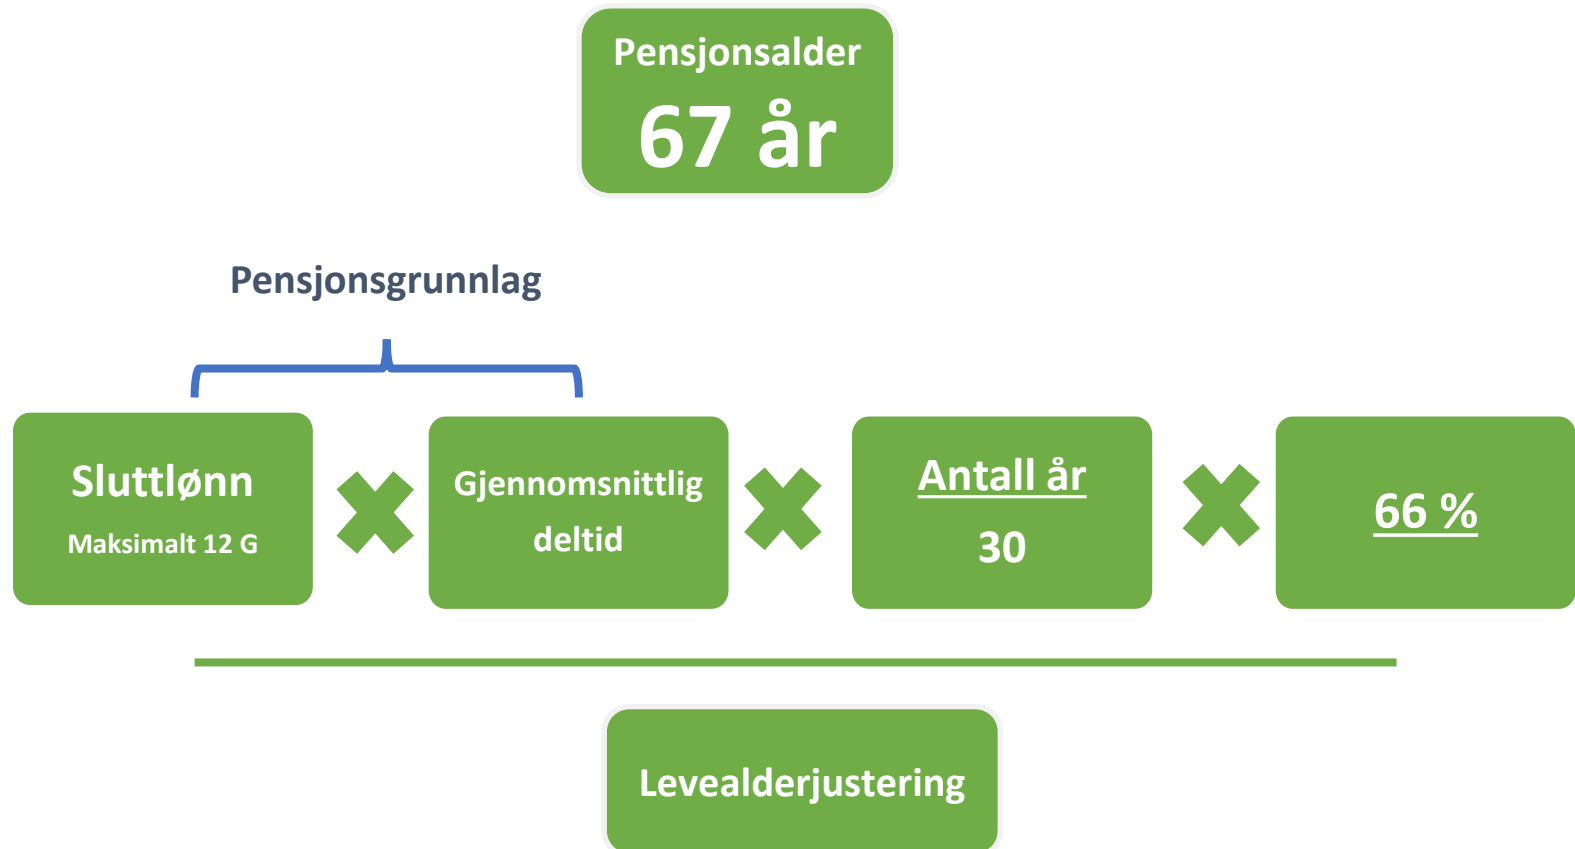 Pensjonsalder
67 år
Pensjonsgrunnlag
Sluttlønn
Maksimalt 12 G
Gjennomsnittlig
deltid
Antall år
30
66 %
Levealderjustering